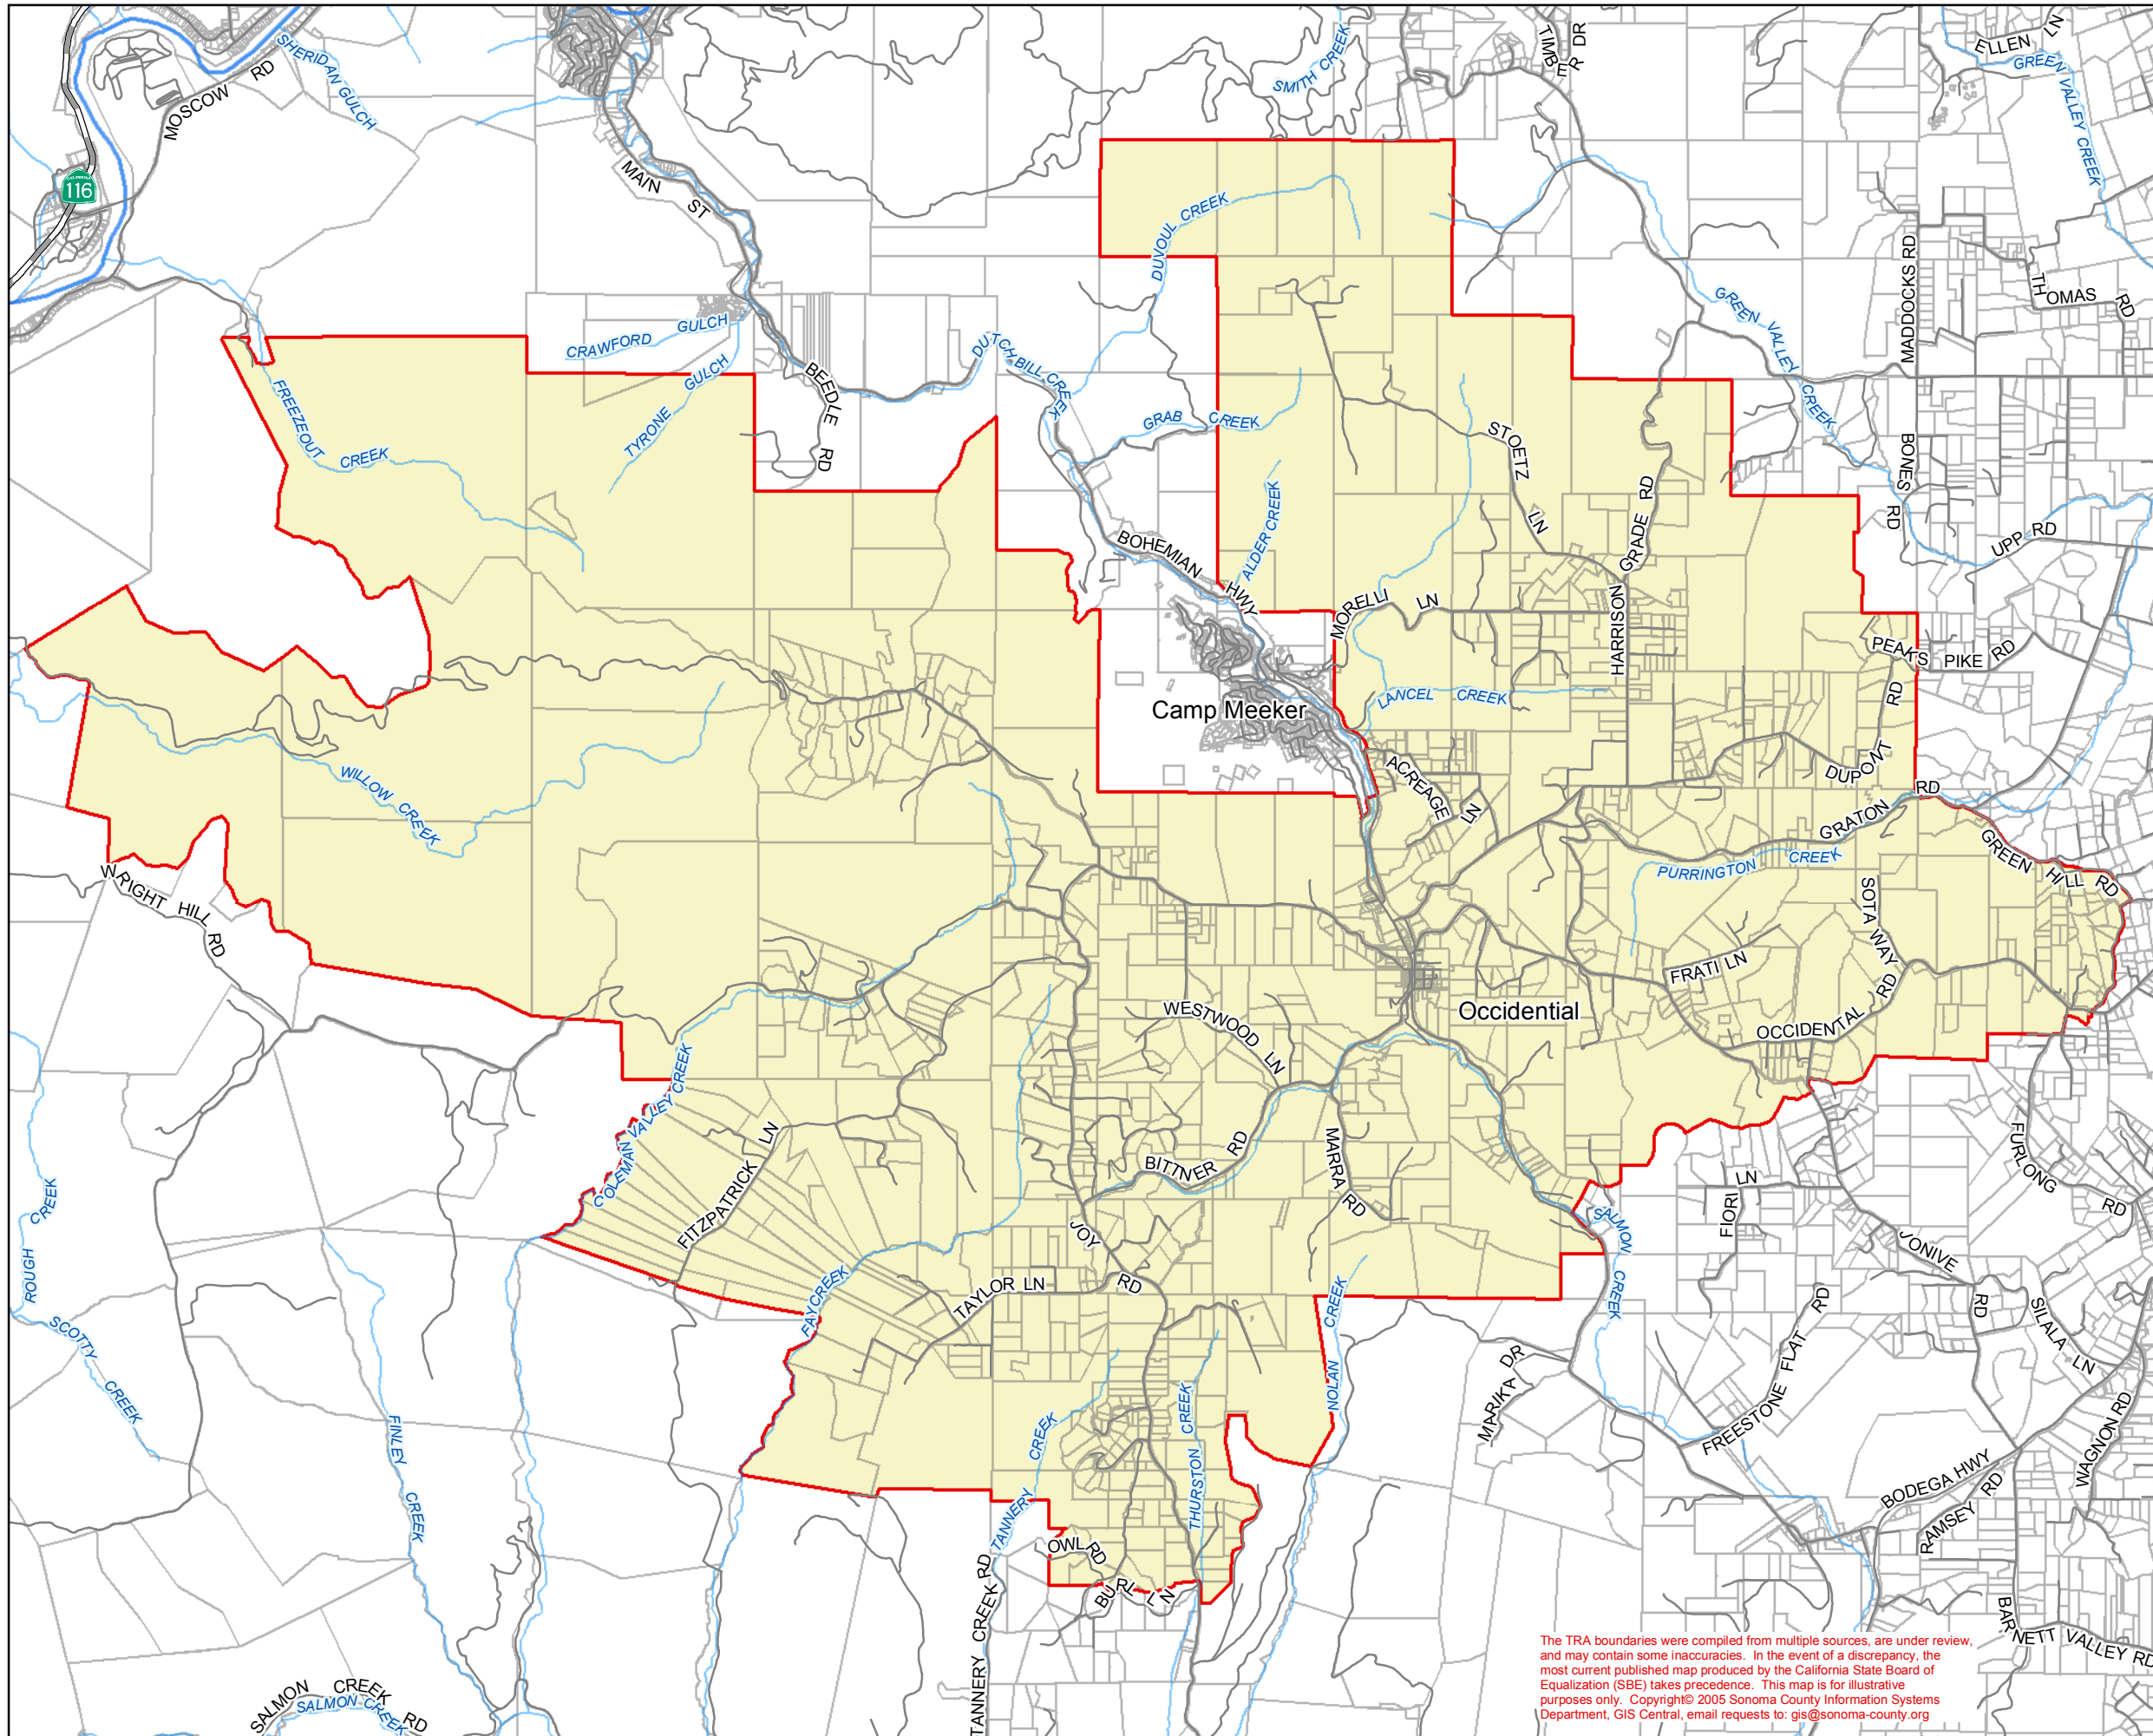 SHERIDAN GULCH
MOSCOW RD
116
MAIN ST
SMITH CREEK
TIMBER DR
ELLEN LN
GREEN VALLEY CREEK
DUVOUL CREEK
MADDOCKS RD
THOMAS RD
GREEN VALLEY CREEK
CRAWFORD GULCH
TYRONE GULCH
BEEDLE RD
DUTCH BILL CREEK
GRAB CREEK
FREEZEOUT CREEK
STOETZ LN
BONES RD
UPP RD
ALDER CREEK
BOHEMIAN HWY
HARRISON GRADE RD
MORELLI LN
PEAKS PIKE RD
LANCEL CREEK
Camp Meeker
ACREAGE LN
DUPONT RD
WILLOW CREEK
GRATON RD
GREEN HILL RD
PURRINGTON CREEK
WRIGHT HILL RD
SOTA WAY
FRATI LN
WESTWOOD LN
Occidental
OCCIDENTAL RD
COLEMAN VALLEY CREEK
FITZPATRICK LN
BITTNER RD
MARRA RD
FURLONG RD
FIORI LN
ROUGH CREEK
JOY RD
SALMON CREEK
JONIVE RD
FAY CREEK
TAYLOR LN
NOLAN CREEK
SILALA LN
SCOTTY CREEK
MARIKA DR
FREESTONE FLAT RD
FINLEY CREEK
TANNERY CREEK
THURSTON CREEK
WAGNON RD
BODEGA HWY
RAMSEY RD
OWL RD
BURL LN
TANNERY CREEK RD
BARNETT VALLEY RD
SALMON CREEK RD
SALMON CREEK
The TRA boundaries were compiled from multiple sources, are under review,
and may contain some inaccuracies. In the event of a discrepancy, the
most current published map produced by the California State Board of
Equalization (SBE) takes precedence. This map is for illustrative
purposes only. Copyright© 2005 Sonoma County Information Systems
Department, GIS Central, email requests to: gis@sonoma-county.org